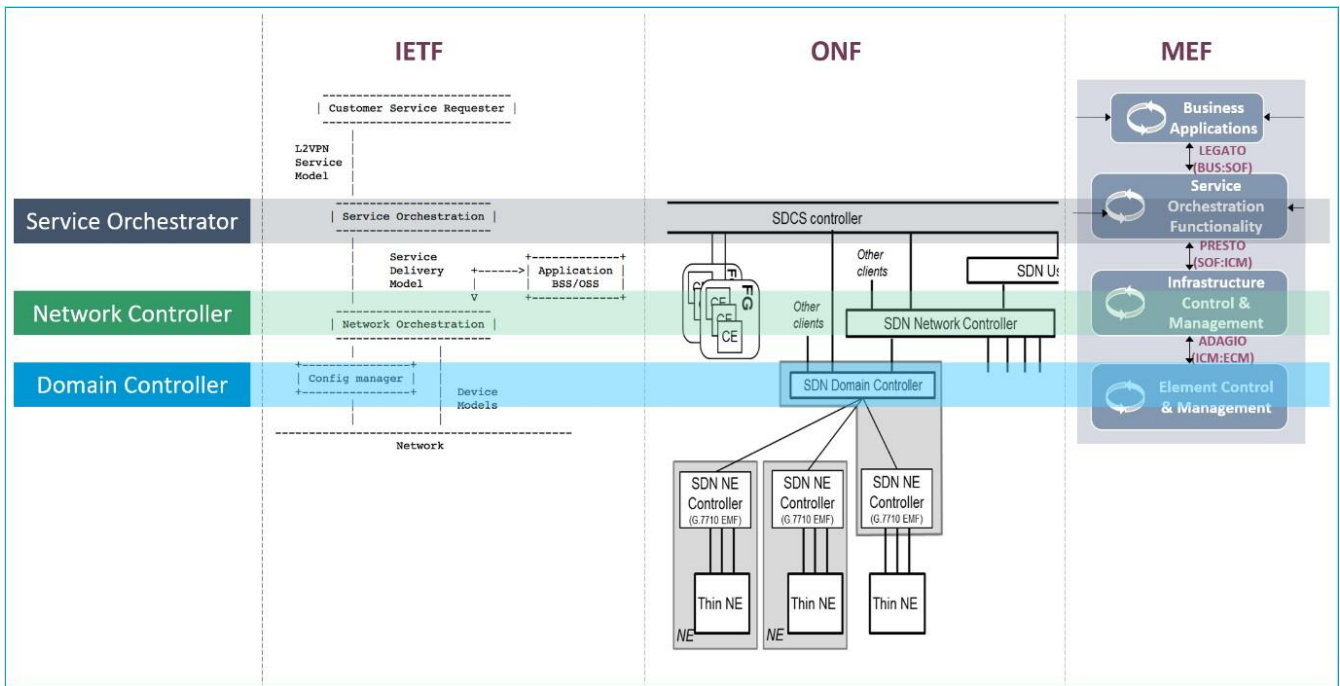 IETF
ONF
MEF
Service Orchestrator
Network Controller
Domain Controller
Customer Service Requester
L2VPN
Service
Model
Service Orchestration
Service
Delivery
Model
Application
BSS/OSS
Network Orchestration
Config manager
Device
Models
Network
SDCS controller
Other
clients
SDN Us
FG
CE
CE
CE
Other
clients
SDN Network Controller
SDN Domain Controller
SDN NE
Controller
(G.7710 EMF)
SDN NE
Controller
(G.7710 EMF)
SDN NE
Controller
(G.7710 EMF)
Thin NE
Thin NE
Thin NE
NE
NE
Business
Applications
LEGATO
(BUS:SOF)
Service
Orchestration
Functionality
PRESTO
(SOF:ICM)
Infrastructure
Control &
Management
ADAGIO
(ICM:ECM)
Element Control
& Management